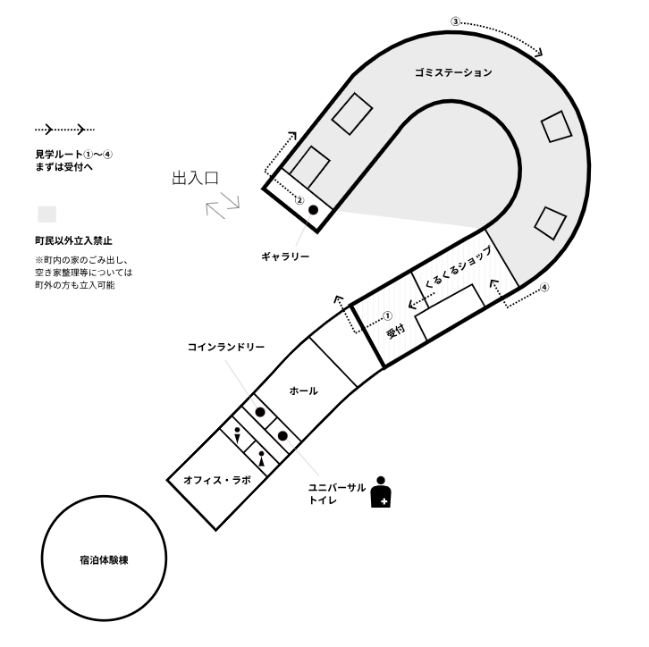 ③
ゴミステーション
見学ルート①〜④
まずは受付へ
出入口
②
町民以外立入禁止
ギャラリー
※町内の家のごみ出し、
空き家整理等については
町外の方も立入可能
くるくるショップ
④
①
受付
コインランドリー
ホール
オフィス・ラボ
ユニバーサル
トイレ
宿泊体験棟